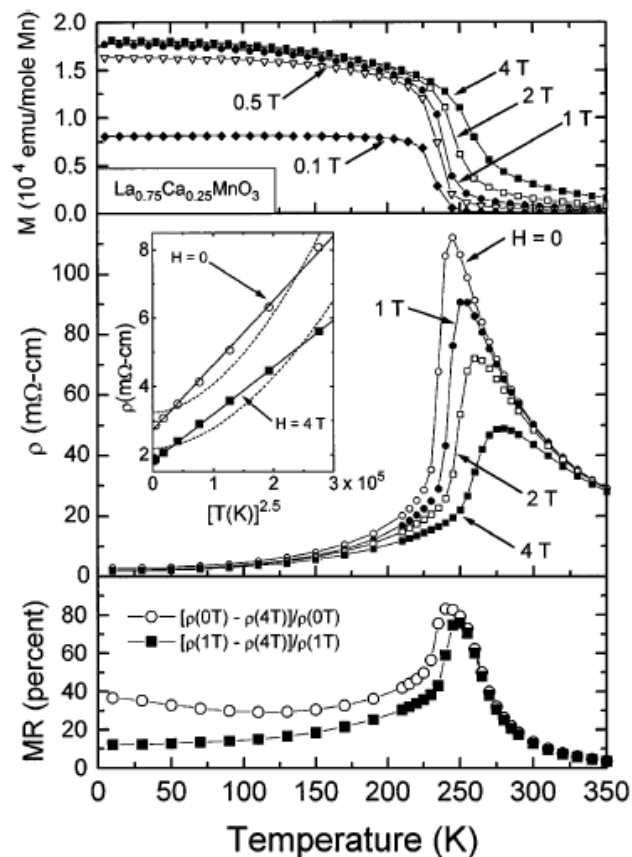 2.0
1.5
1.0
0.5
0.0
M (10⁴ emu/mole Mn)
0.5 T
4 T
2 T
1 T
0.1 T
La₀.₇₅Ca₀.₂₅MnO₃
100
80
60
40
20
0
ρ (mΩ-cm)
H = 0
1 T
2 T
4 T
8
6
4
2
ρ(mΩ-cm)
H = 0
H = 4 T
0 1 2 3 x 10⁵
[T(K)]²·⁵
80
60
40
20
0
MR (percent)
[ρ(0T) - ρ(4T)]/ρ(0T)
[ρ(1T) - ρ(4T)]/ρ(1T)
0 50 100 150 200 250 300 350
Temperature (K)